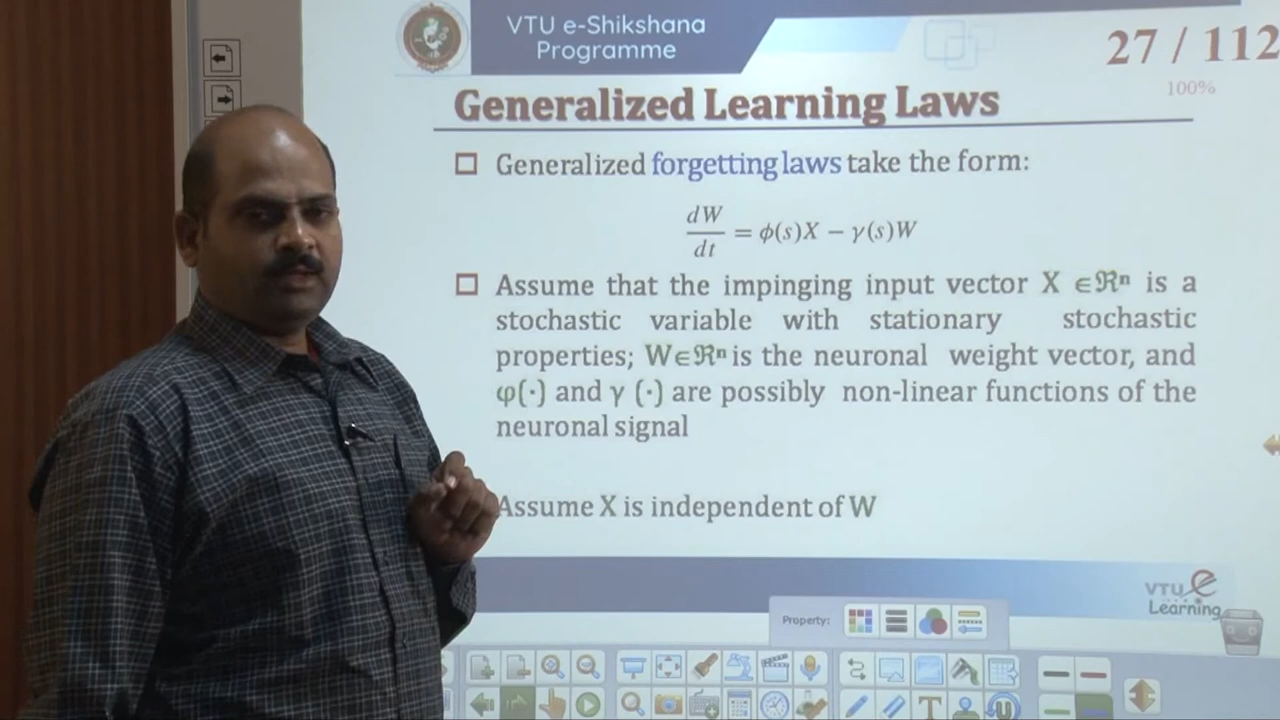 VTU e-Shikshana
Programme
27 / 112
100%
Generalized Learning Laws
Generalized forgetting laws take the form:
dW/dt = ϕ(s)X − γ(s)W
Assume that the impinging input vector X ∈ℜⁿ is a
stochastic variable with stationary stochastic
properties; W∈ℜⁿ is the neuronal weight vector, and
φ(·) and γ (·) are possibly non-linear functions of the
neuronal signal
Assume X is independent of W
VTU e
Learning
Property: